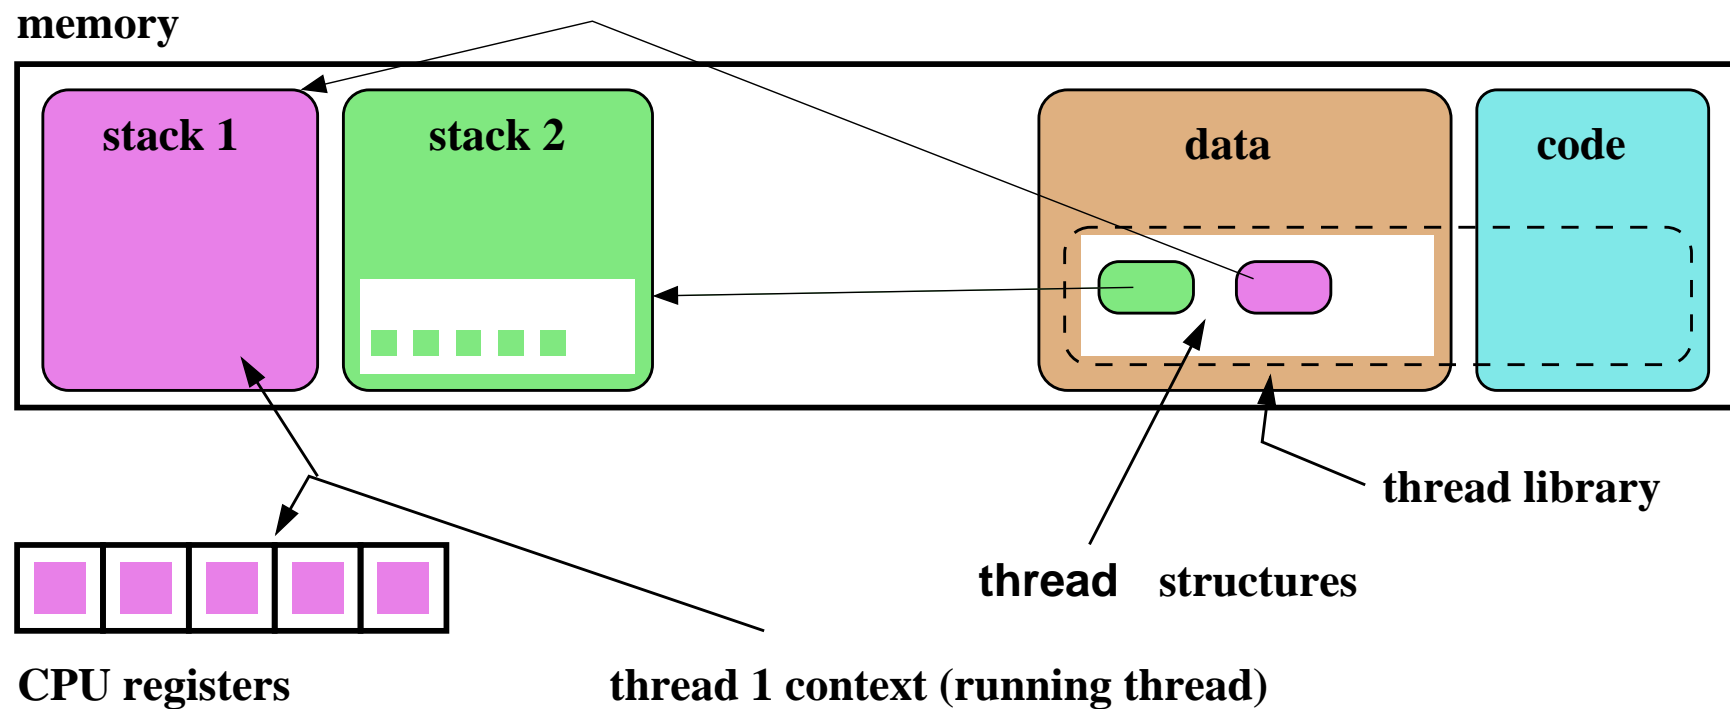 memory
stack 1
stack 2
data
code
thread library
thread structures
CPU registers
thread 1 context (running thread)